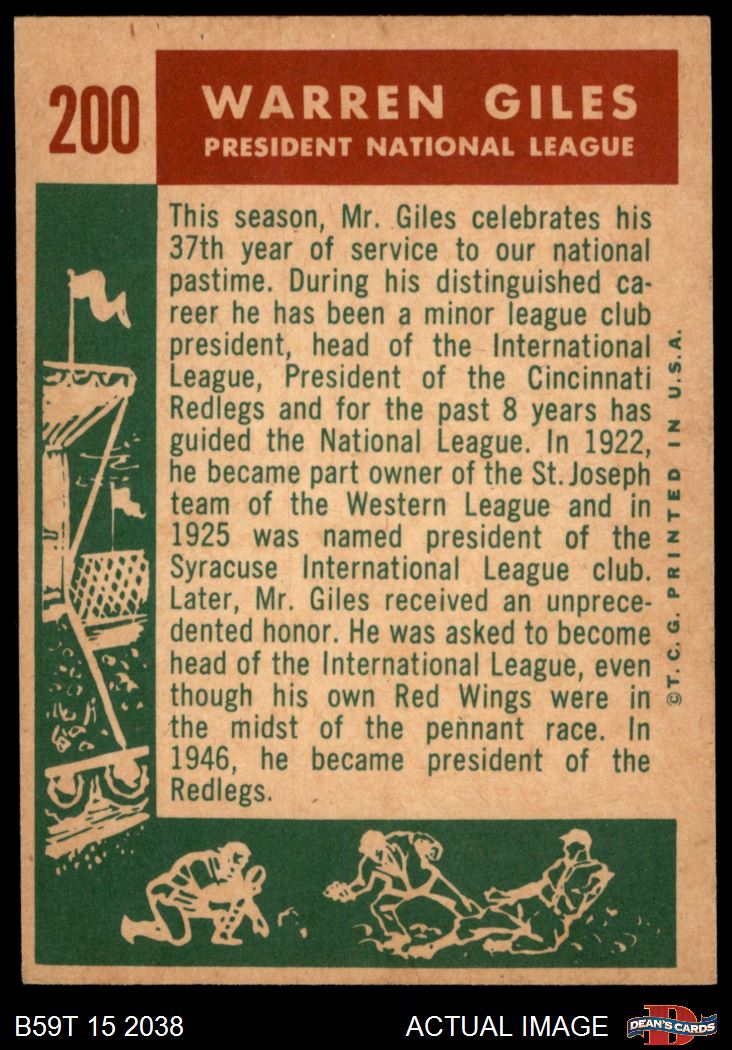 200
WARREN GILES
PRESIDENT NATIONAL LEAGUE
This season, Mr. Giles celebrates his
37th year of service to our national
pastime. During his distinguished ca-
reer he has been a minor league club
president, head of the International
League, President of the Cincinnati
Redlegs and for the past 8 years has
guided the National League. In 1922,
he became part owner of the St. Joseph
team of the Western League and in
1925 was named president of the
Syracuse International League club.
Later, Mr. Giles received an unprece-
dented honor. He was asked to become
head of the International League, even
though his own Red Wings were in
the midst of the pennant race. In
1946, he became president of the
Redlegs.
©T. C. G. PRINTED IN U.S.A.
B59T 15 2038
ACTUAL IMAGE
D
DEAN'S CARDS